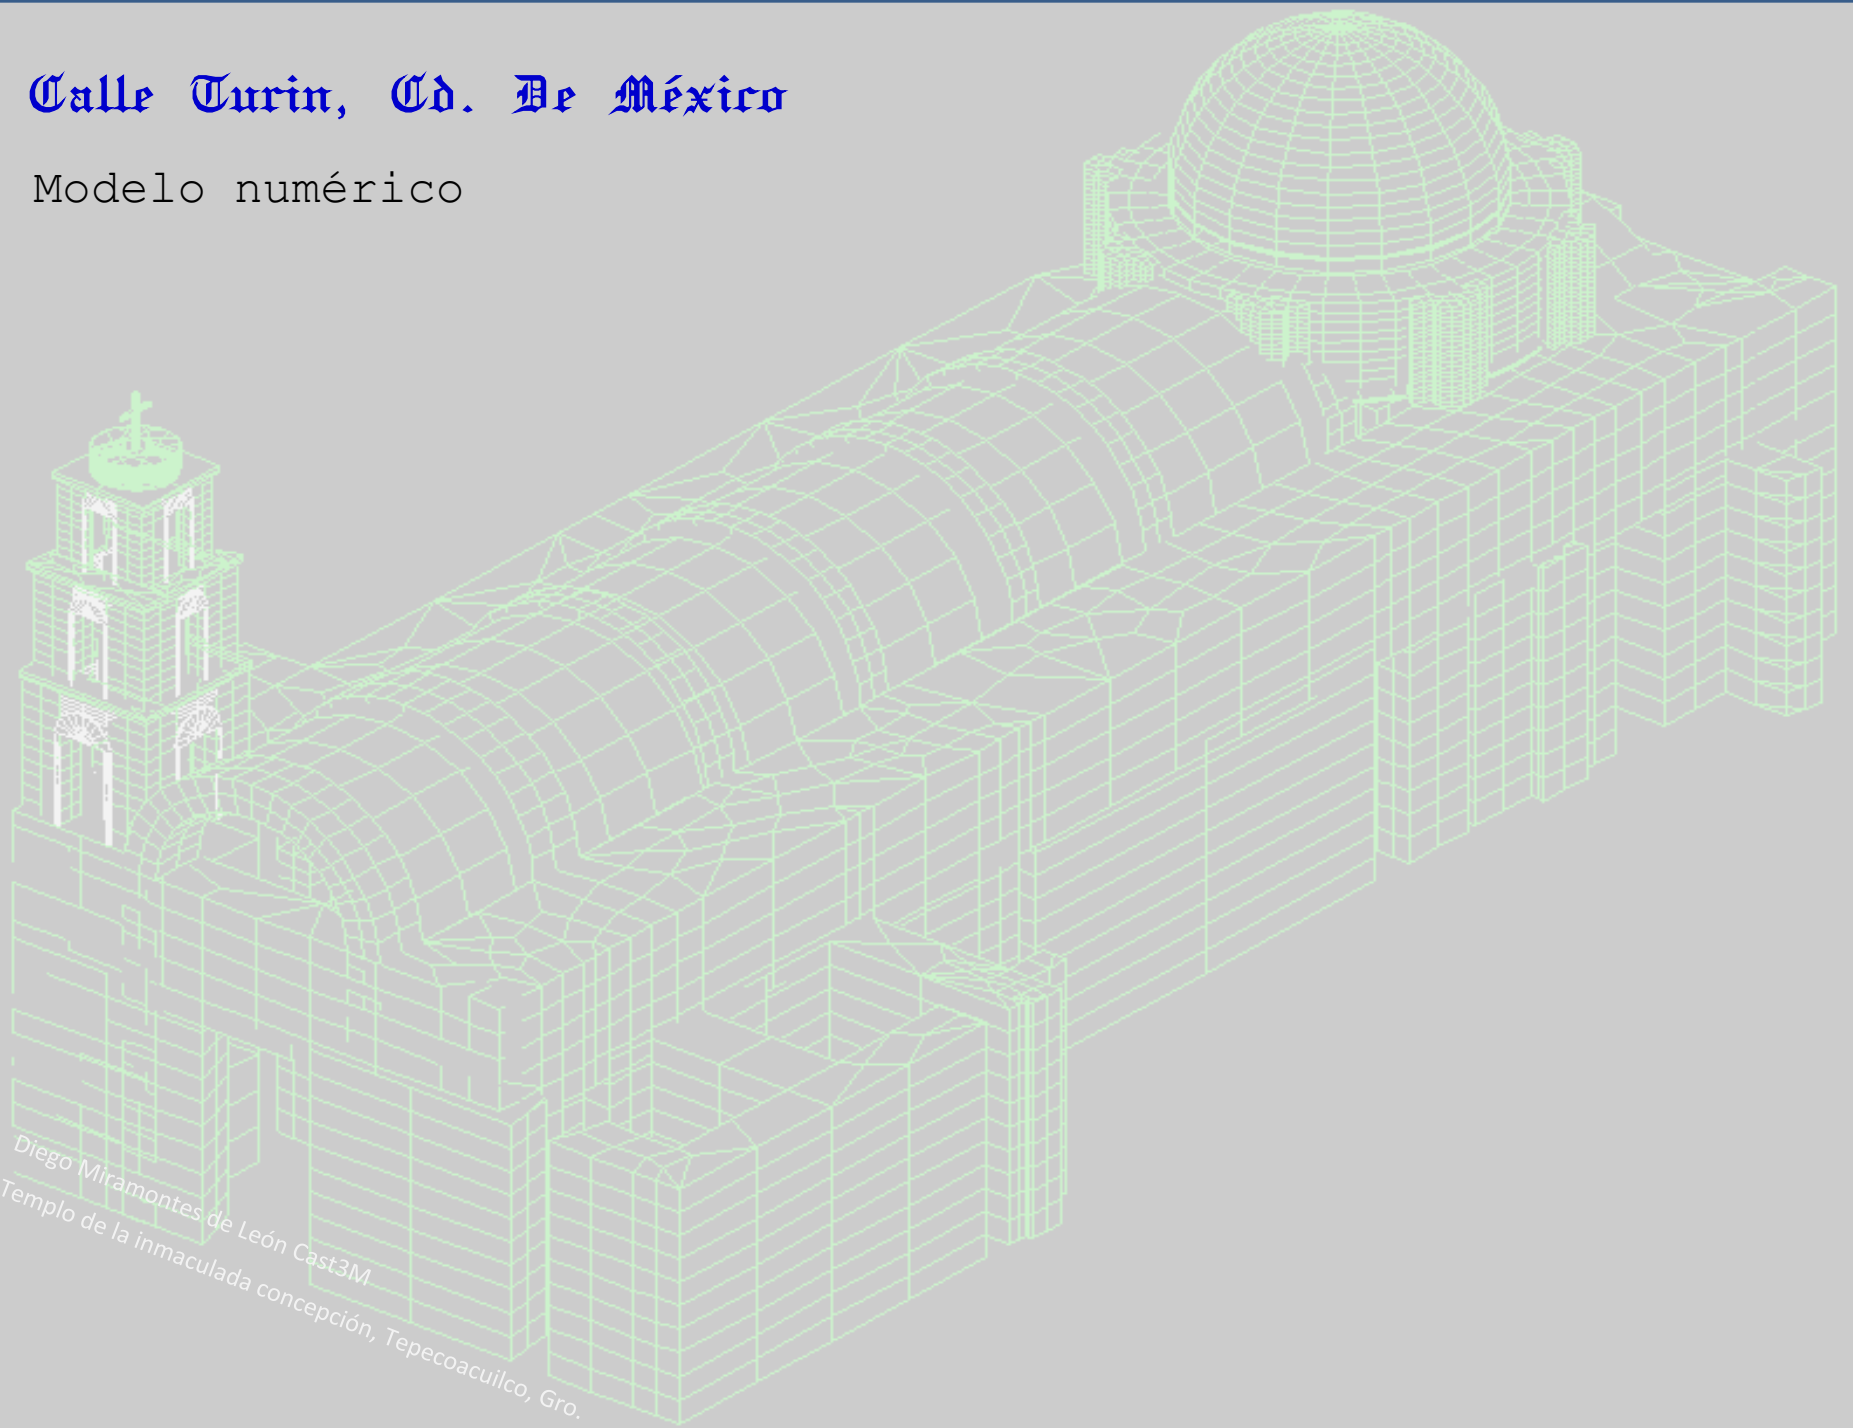 Calle Turin, Cd. De México
Modelo numérico
Diego Miramontes de León Cast3M
Templo de la inmaculada concepción, Tepecoacuilco, Gro.